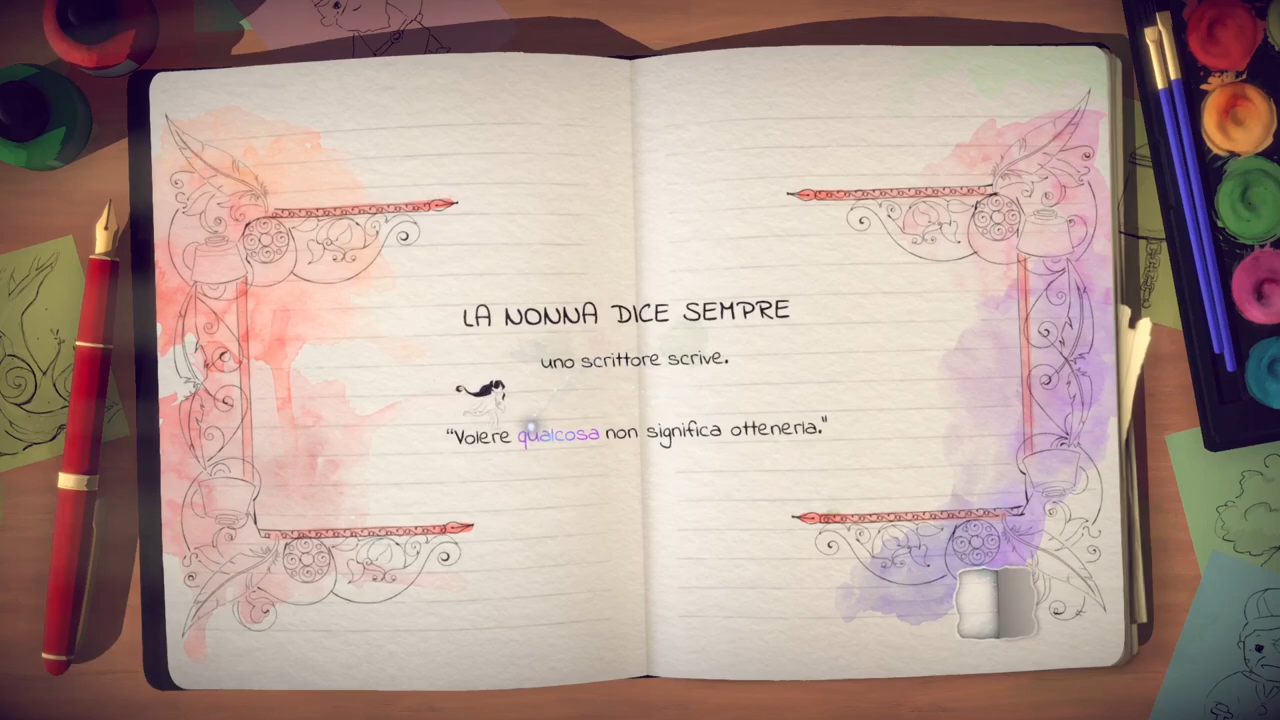 LA NONNA DICE SEMPRE
uno scrittore scrive.
"Volere qualcosa non significa ottenerla."